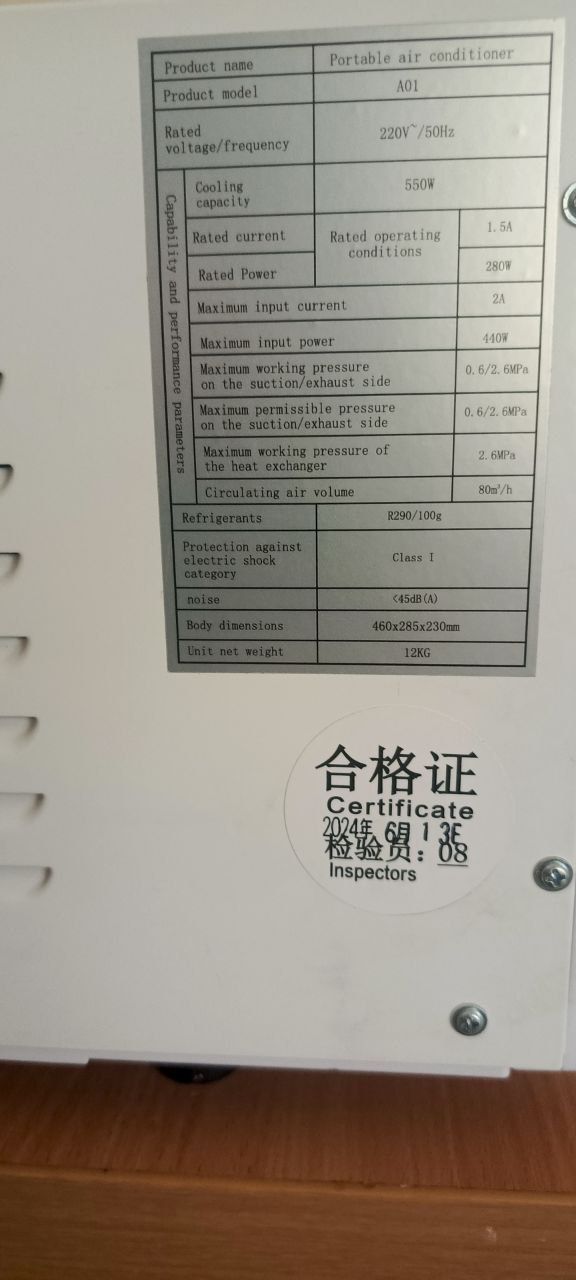 Product name Portable air conditioner
Product model A01
Rated
voltage/frequency 220V~/50Hz
Capability and performance parameters
Cooling
capacity 550W
Rated current Rated operating
conditions 1.5A
Rated Power 280W
Maximum input current 2A
Maximum input power 440W
Maximum working pressure
on the suction/exhaust side 0.6/2.6MPa
Maximum permissible pressure
on the suction/exhaust side 0.6/2.6MPa
Maximum working pressure of
the heat exchanger 2.6MPa
Circulating air volume 80m³/h
Refrigerants R290/100g
Protection against
electric shock
category Class I
noise <45dB(A)
Body dimensions 460x285x230mm
Unit net weight 12KG
合格证
Certificate
2024年 6月 1 3
检验员：08
Inspectors